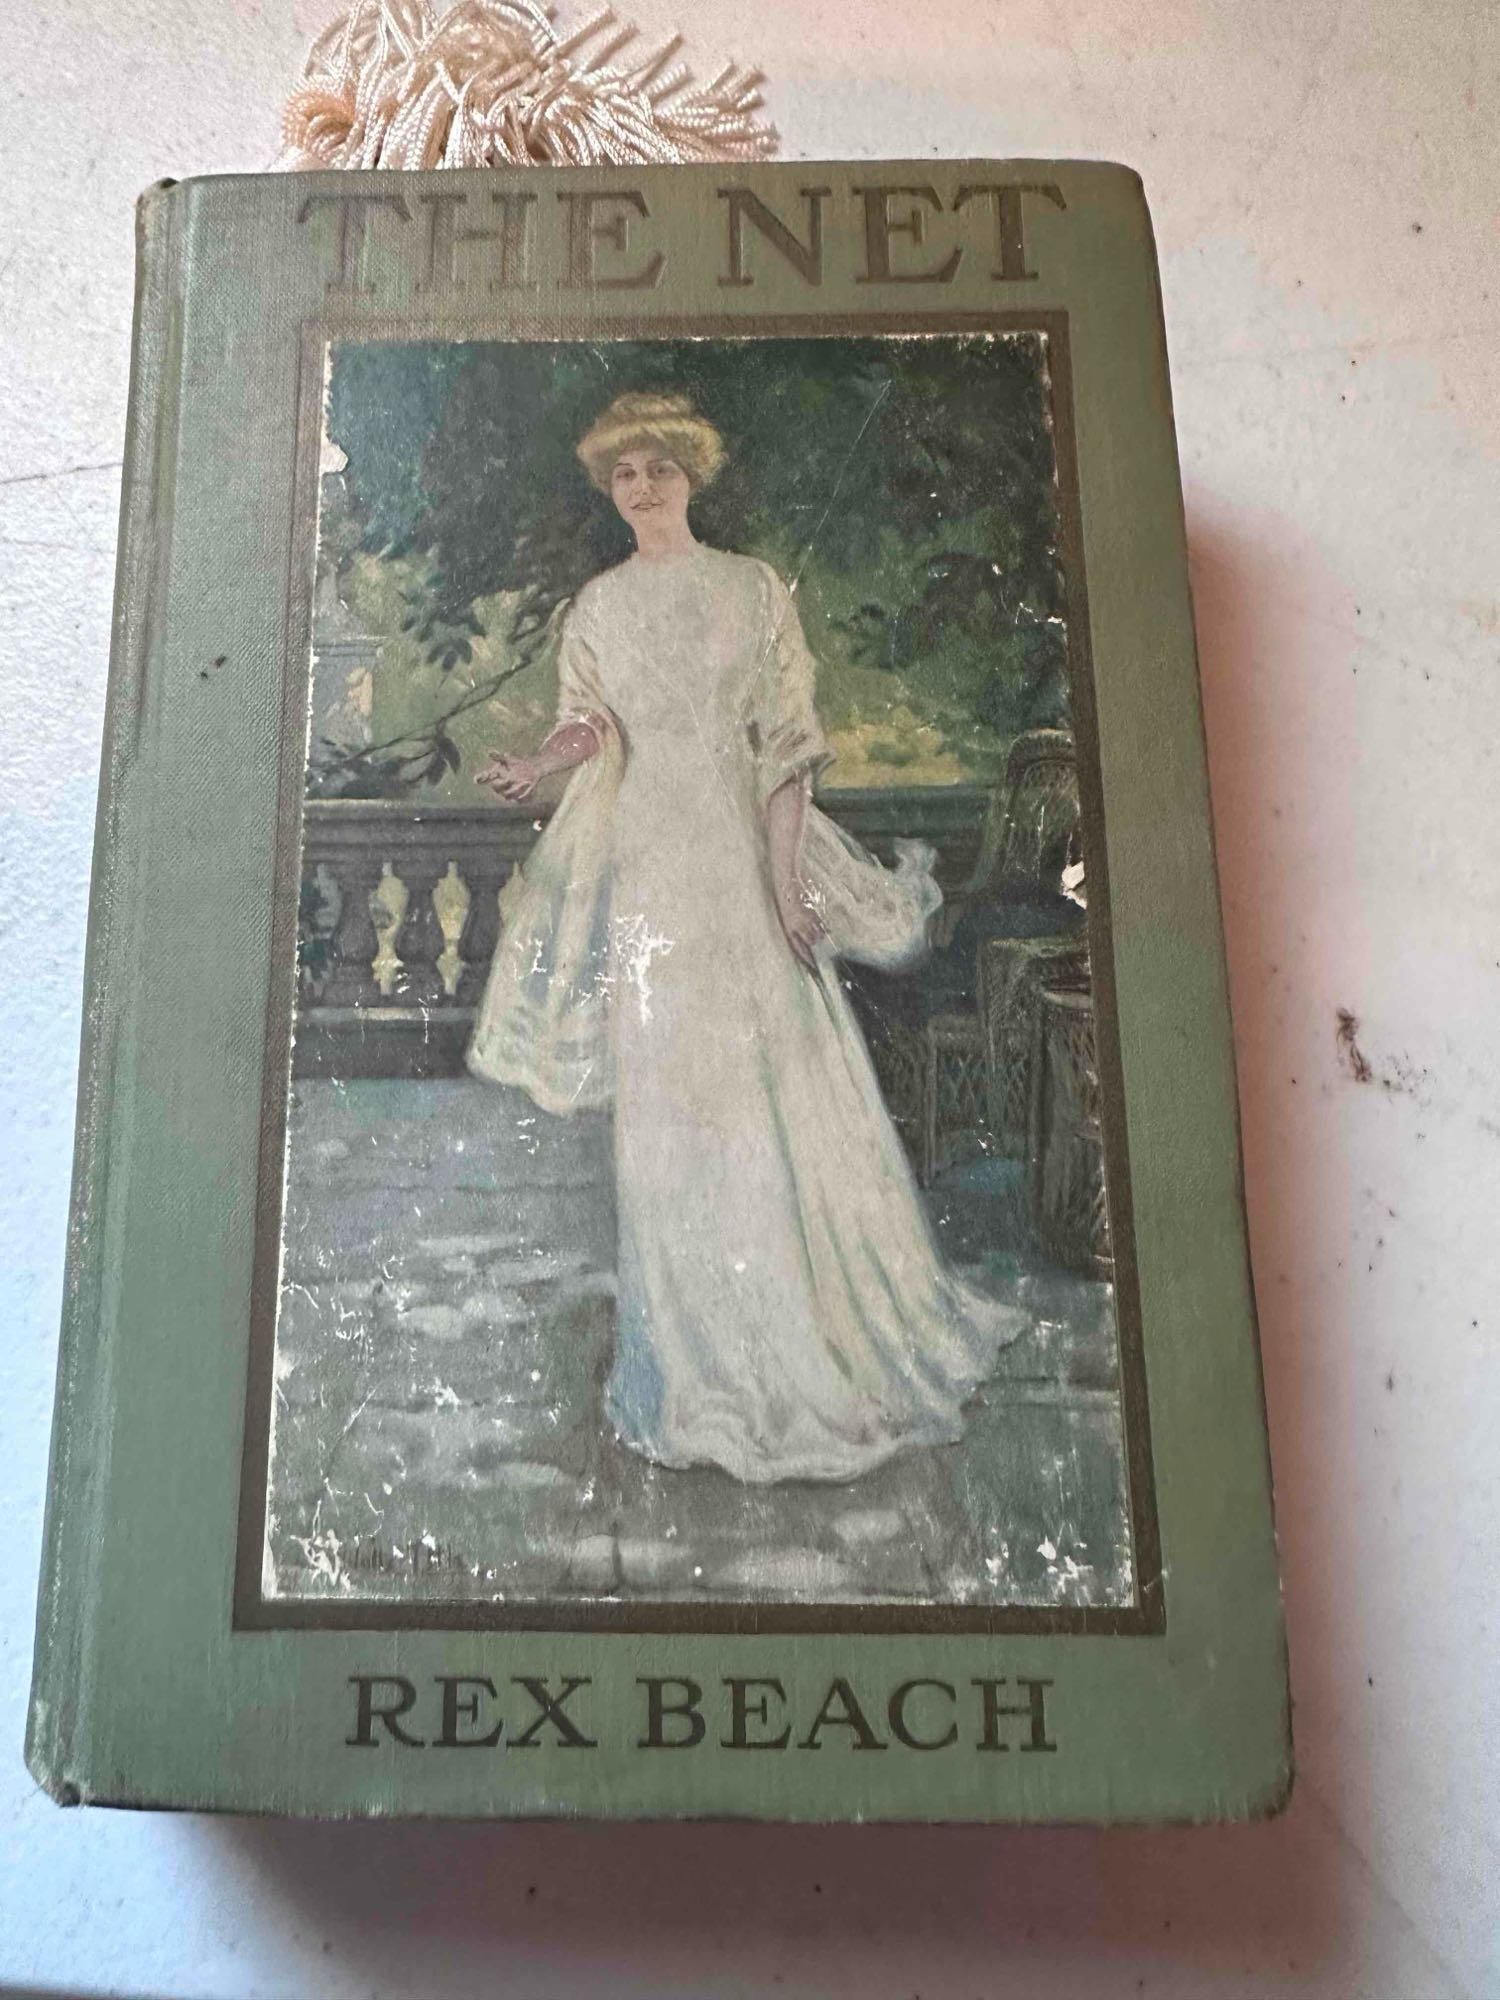 THE NET
REX BEACH